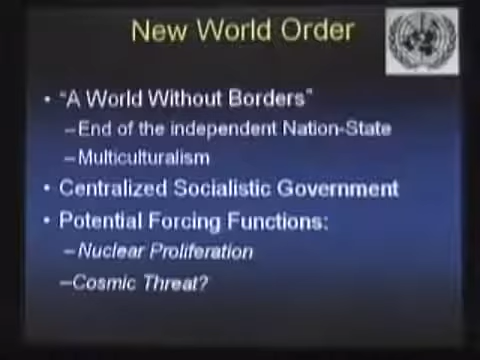 New World Order
• “A World Without Borders”
–End of the independent Nation-State
–Multiculturalism
• Centralized Socialistic Government
• Potential Forcing Functions:
–Nuclear Proliferation
–Cosmic Threat?